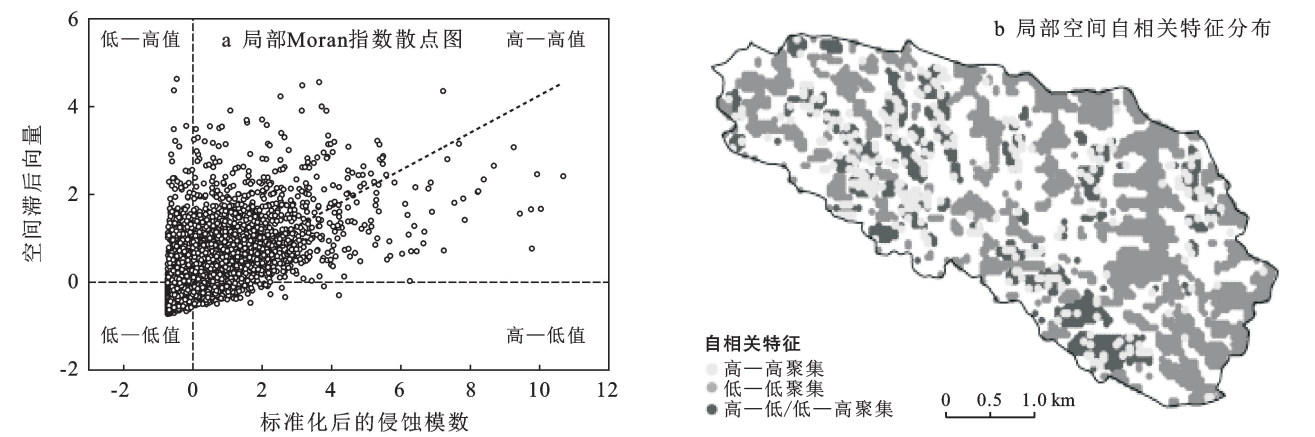 a 局部Moran指数散点图
低—高值
高—高值
低—低值
高—低值
空间滞后向量
6
4
2
0
-2
-2
0
2
4
6
8
10
12
标准化后的侵蚀模数
b 局部空间自相关特征分布
自相关特征
高—高聚集
低—低聚集
高—低/低—高聚集
0 0.5 1.0 km